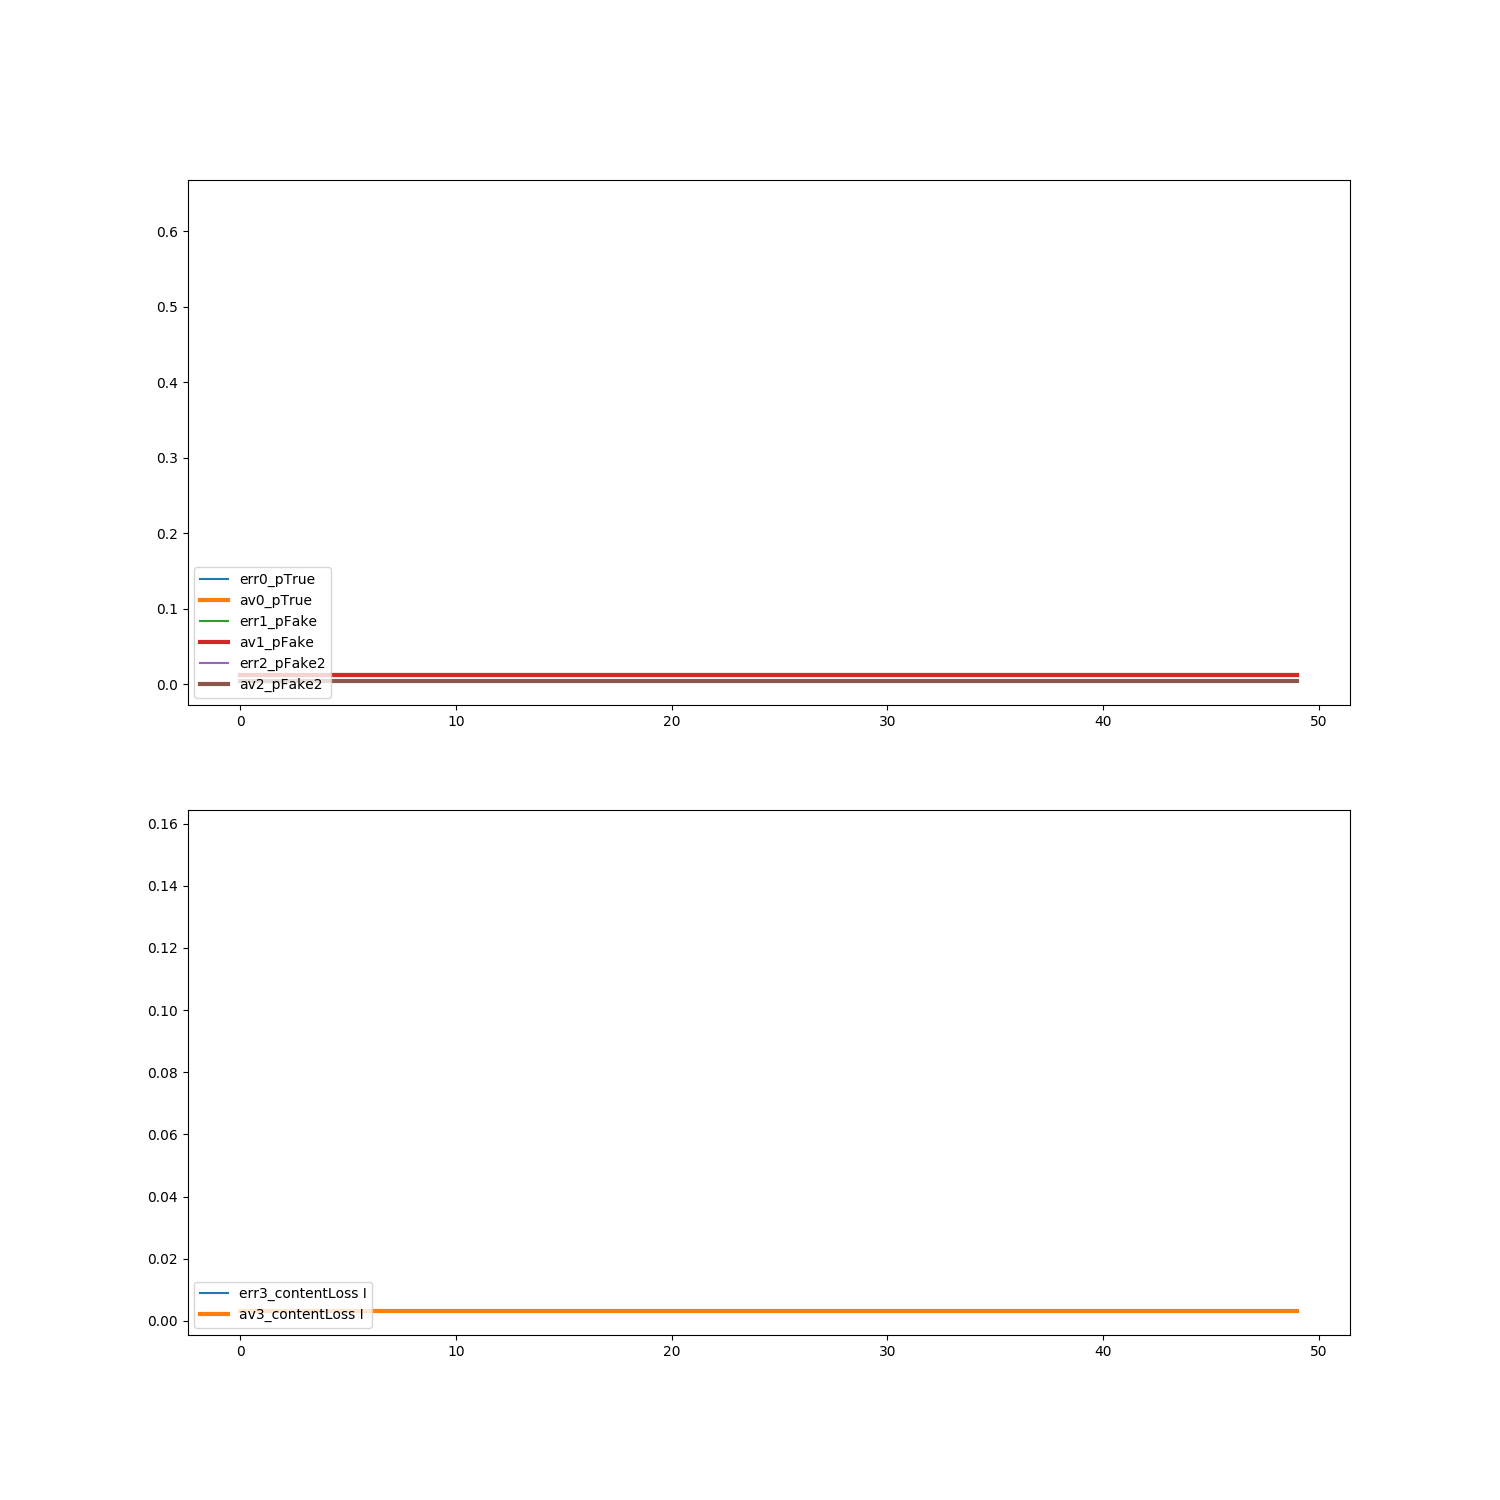 0.6
0.5
0.4
0.3
0.2
0.1
0.0
err0_pTrue
av0_pTrue
err1_pFake
av1_pFake
err2_pFake2
av2_pFake2
0 10 20 30 40 50
0.16
0.14
0.12
0.10
0.08
0.06
0.04
0.02
0.00
err3_contentLoss I
av3_contentLoss I
0 10 20 30 40 50